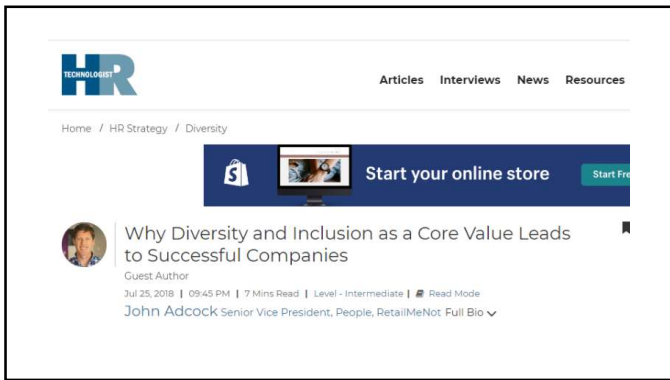 TECHNOLOGIST HR
Articles Interviews News Resources
Home / HR Strategy / Diversity
S
Start your online store
Start Fre
Why Diversity and Inclusion as a Core Value Leads
to Successful Companies
Guest Author
Jul 25, 2018 | 09:45 PM | 7 Mins Read | Level - Intermediate | Read Mode
John Adcock Senior Vice President, People, RetailMeNot Full Bio